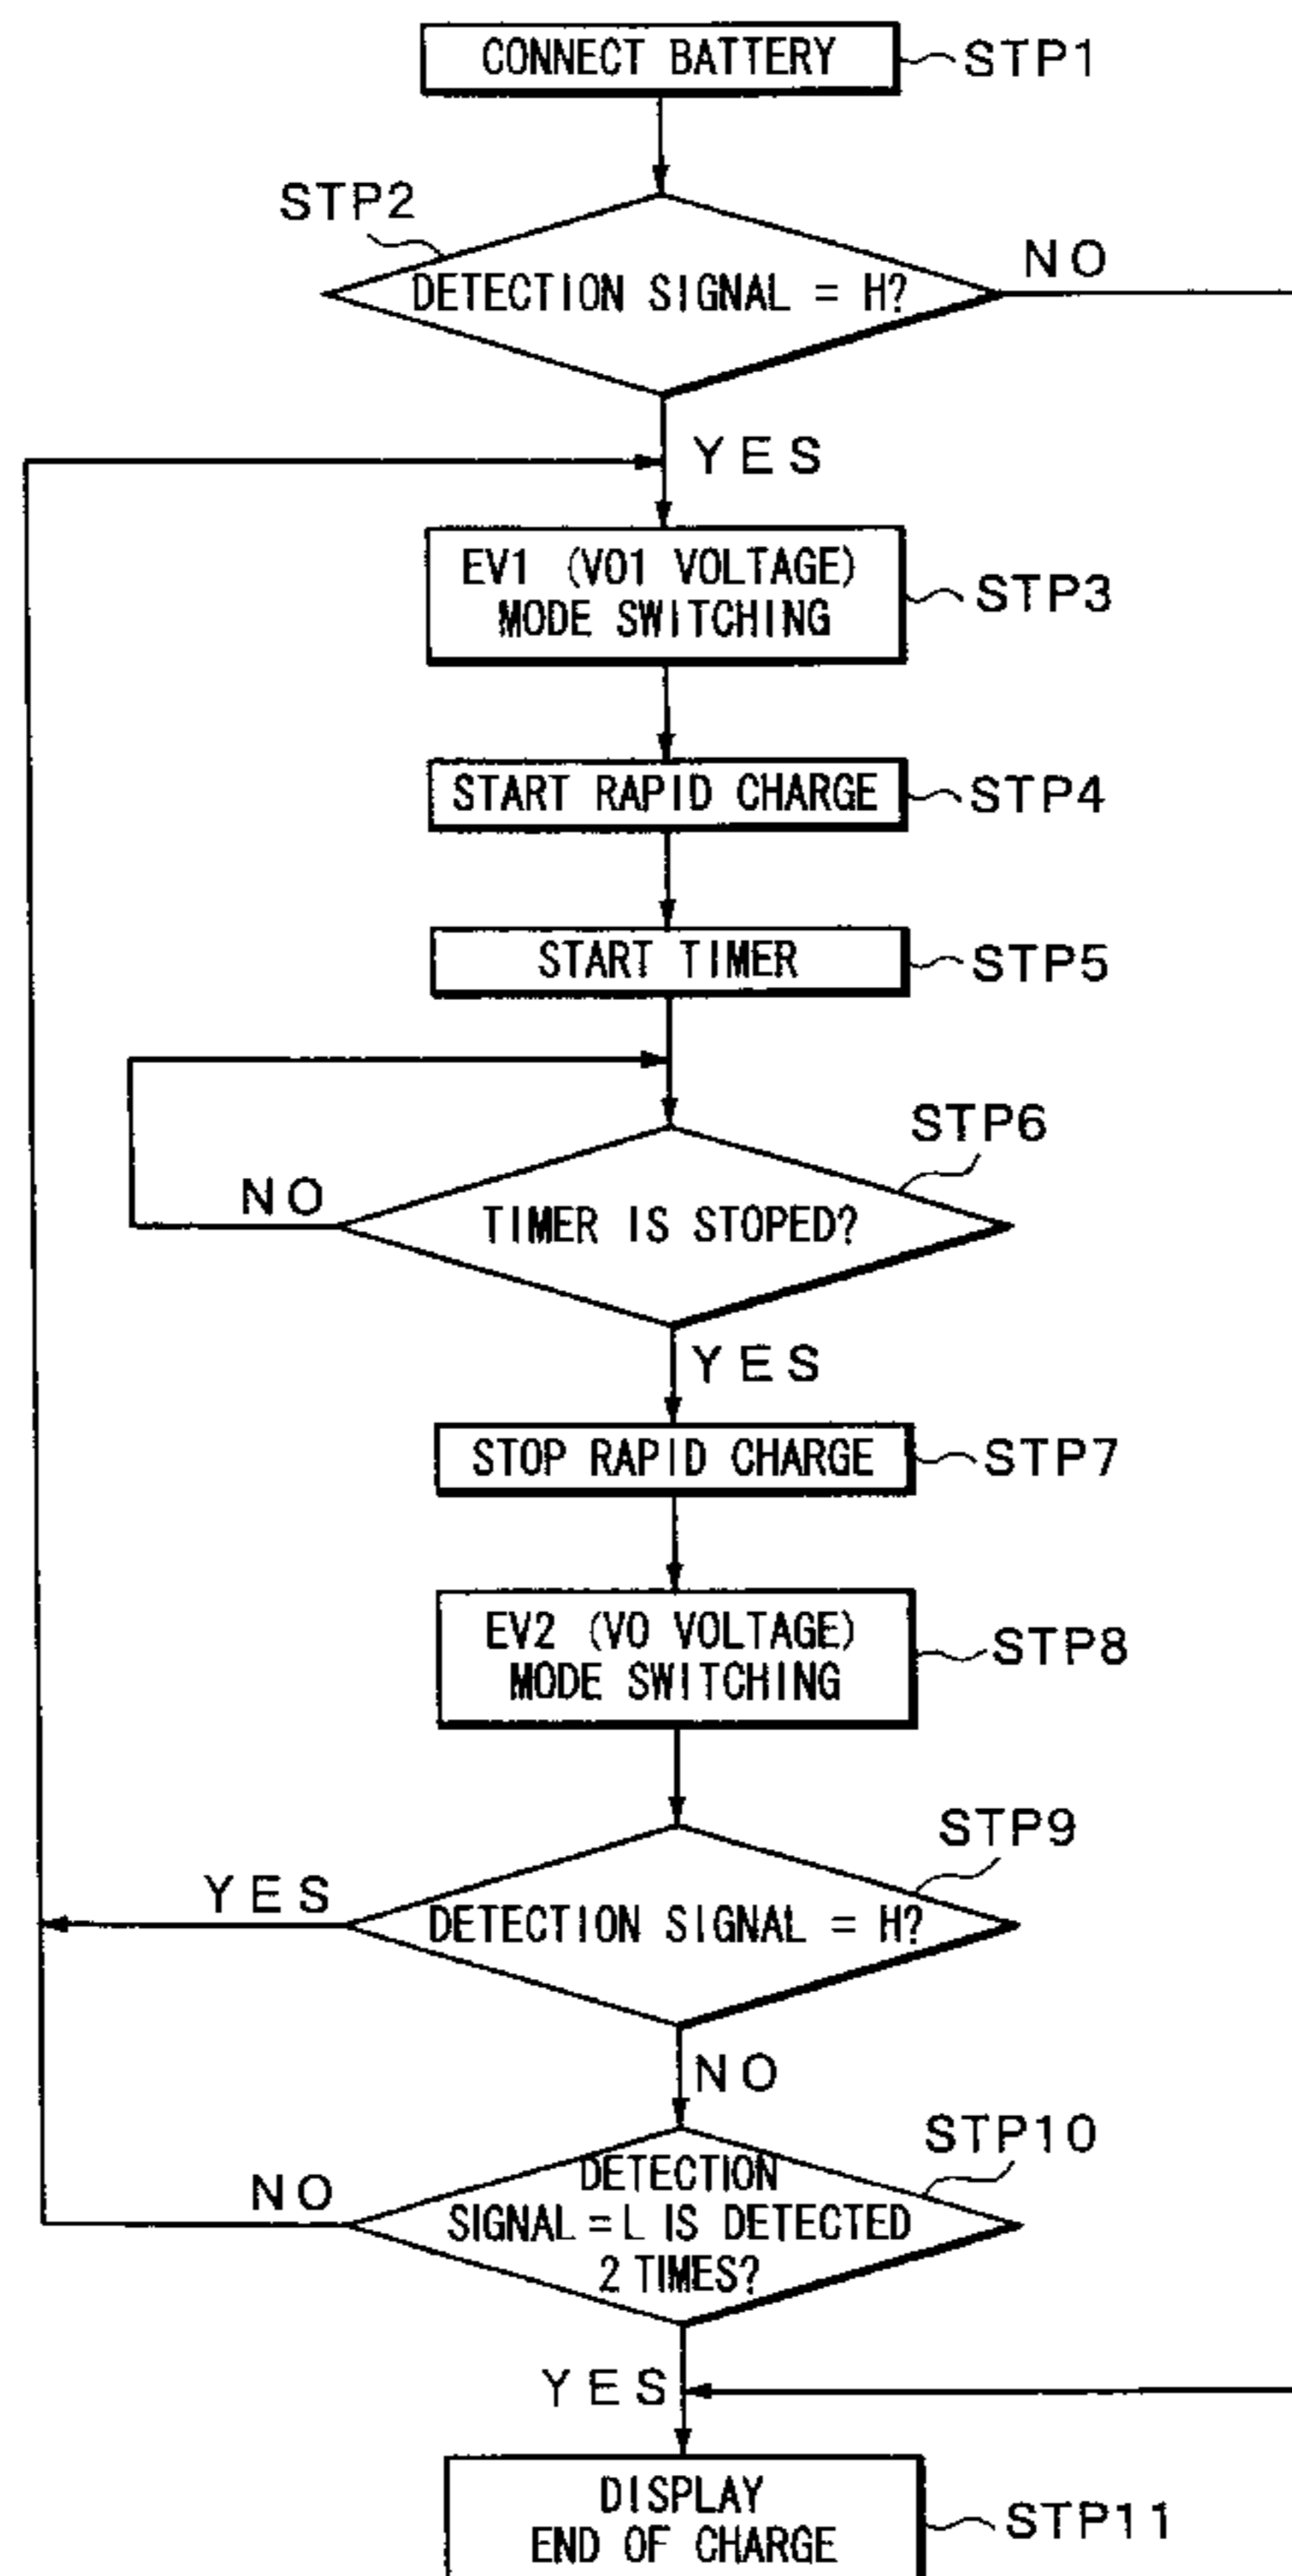 CONNECT BATTERY
STP1
STP2
DETECTION SIGNAL = H?
NO
YES
EV1 (VO1 VOLTAGE)
MODE SWITCHING
STP3
START RAPID CHARGE
STP4
START TIMER
STP5
STP6
NO
TIMER IS STOPED?
YES
STOP RAPID CHARGE
STP7
EV2 (VO VOLTAGE)
MODE SWITCHING
STP8
STP9
YES
DETECTION SIGNAL = H?
NO
STP10
NO
DETECTION
SIGNAL = L IS DETECTED
2 TIMES?
YES
DISPLAY
END OF CHARGE
STP11